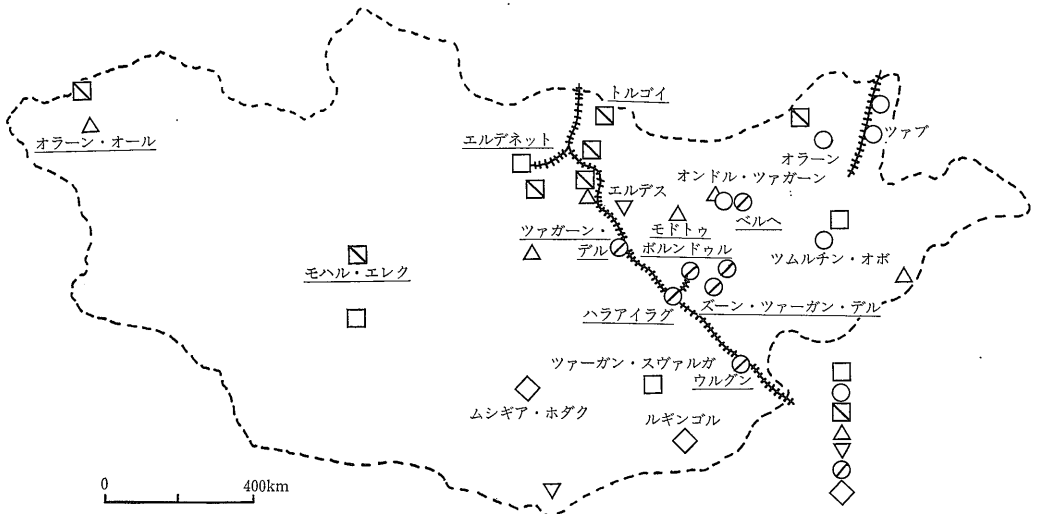 トルゴイ
エルデネット
オラーン・オール
ツァブ
オラーン
オンドル・ツァガーン
エルデス
ベルヘ
モドトゥ
ツァガーン・
デル
ボルンドゥル
ツムルチン・オボ
モハル・エレク
ズーン・ツァーガン・デル
ハラアイラグ
ツァーガン・スヴァルガ
ウルグン
ムシギア・ホダク
ルギンゴル
0 400km